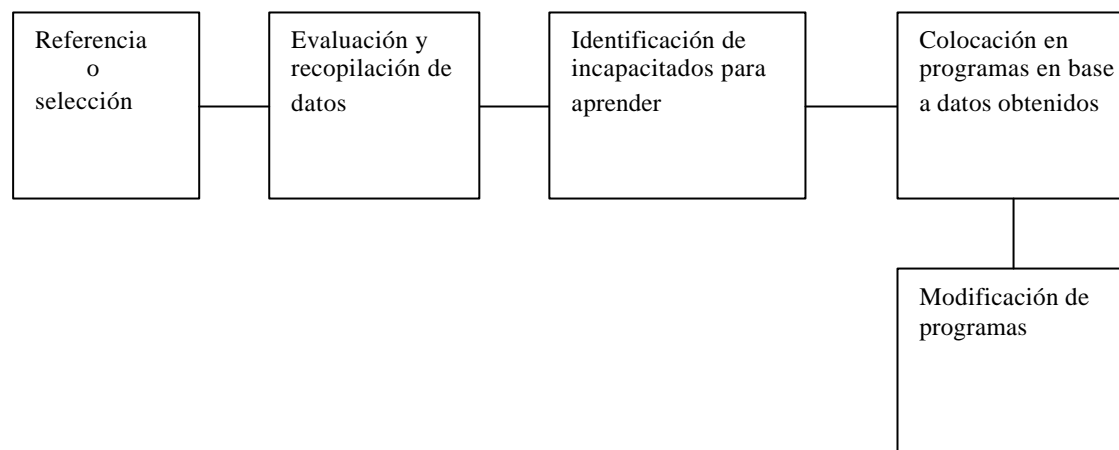 Referencia
o
selección
Evaluación y
recopilación de
datos
Identificación de
incapacitados para
aprender
Colocación en
programas en base
a datos obtenidos
Modificación de
programas